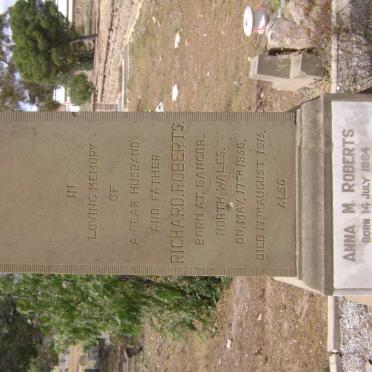 IN
LOVING MEMORY
OF
A DEAR HUSBAND,
AND FATHER
RICHARD.ROBERTS.
BORN AT. BANGOR.
NORTH WALES.
ON MAY. 17TH 1860.
DIED 17TH AUGUST 1916.
ALSO
ANNA M. ROBERTS
BORN 14 JULY 1864